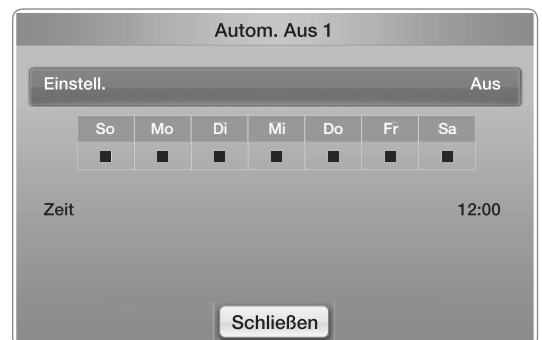 Autom. Aus 1
Einstell. Aus
So Mo Di Mi Do Fr Sa
Zeit 12:00
Schließen